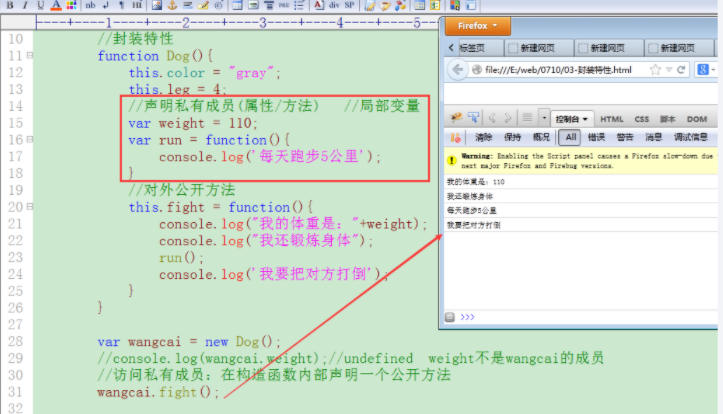 B I U A nb ↵ ¶ Hi A div SP
----+----1----+----2----+----3----+----4----+----5--
10 //封装特性
11 function Dog(){
12 this.color = "gray";
13 this.leg = 4;
14 //声明私有成员(属性/方法) //局部变量
15 var weight = 110;
16 var run = function(){
17 console.log('每天跑步5公里');
18 }
19 //对外公开方法
20 this.fight = function(){
21 console.log("我的体重是："+weight);
22 console.log("我还锻炼身体");
23 run();
24 console.log('我要把对方打倒');
25 }
26 }
27
28 var wangcai = new Dog();
29 //console.log(wangcai.weight);//undefined weight不是wangcai的成员
30 //访问私有成员：在构造函数内部声明一个公开方法
31 wangcai.fight();
32
Firefox
标签页 新建网页 新建网页 新建网页
file:///E:/web/0710/03-封装特性.html
控制台 HTML CSS 脚本 DOM
清除 保持 概况 All 错误 警告 消息 调试信息
Warning: Enabling the Script panel causes a Firefox slow-down due
next major Firefox and Firebug versions.
我的体重是：110
我还锻炼身体
每天跑步5公里
我要把对方打倒
>>>